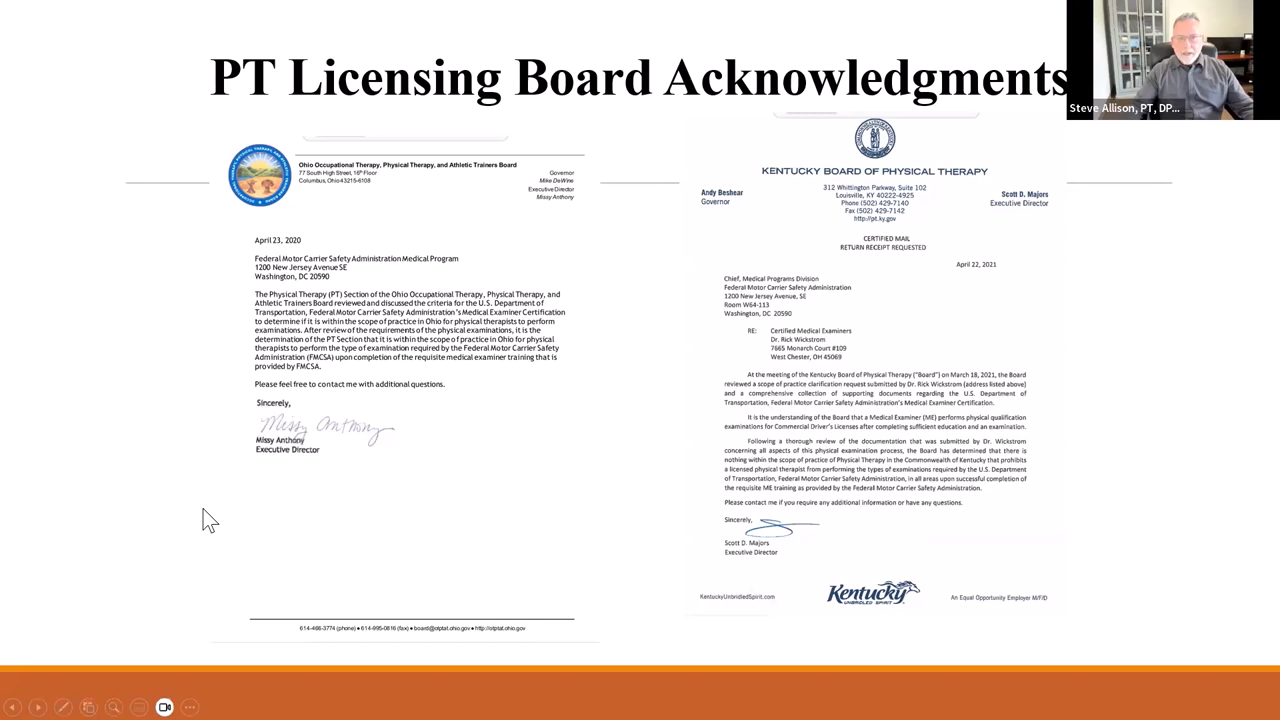 PT Licensing Board Acknowledgments
Steve Allison, PT, DP...
Ohio Occupational Therapy, Physical Therapy, and Athletic Trainers Board
77 South High Street, 16th Floor
Columbus, Ohio 43215-6108
Governor
Mike DeWine
Executive Director
Missy Anthony
April 23, 2020
Federal Motor Carrier Safety Administration Medical Program
1200 New Jersey Avenue SE
Washington, DC 20590
The Physical Therapy (PT) Section of the Ohio Occupational Therapy, Physical Therapy, and
Athletic Trainers Board reviewed and discussed the criteria for the U.S. Department of
Transportation, Federal Motor Carrier Safety Administration's Medical Examiner Certification
to determine if it is within the scope of practice in Ohio for physical therapists to perform
examinations. After review of the requirements of the physical examinations, it is the
determination of the PT Section that it is within scope of practice in Ohio for physical
therapists to perform the type of examination required by the Federal Motor Carrier Safety
Administration (FMCSA) upon completion of the requisite medical examiner training that is
provided by FMCSA.
Please feel free to contact me with additional questions.
Sincerely,
Missy Anthony
Missy Anthony
Executive Director
614-466-3774 (phone) ● 614-995-0816 (fax) ● board@otptat.ohio.gov ● http://otptat.ohio.gov
KENTUCKY BOARD OF PHYSICAL THERAPY
Andy Beshear
Governor
312 Whittington Parkway, Suite 102
Louisville, KY 40222-4925
Phone (502) 429-7140
Fax (502) 429-7142
http://pt.ky.gov
Scott D. Majors
Executive Director
CERTIFIED MAIL
RETURN RECEIPT REQUESTED
April 22, 2021
Chief, Medical Programs Division
Federal Motor Carrier Safety Administration
1200 New Jersey Avenue, SE
Room W64-113
Washington, DC 20590
RE: Certified Medical Examiners
Dr. Rick Wickstrom
7665 Monarch Court #109
West Chester, OH 45069
At the meeting of the Kentucky Board of Physical Therapy ("Board") on March 18, 2021, the Board
reviewed a scope of practice clarification request submitted by Dr. Rick Wickstrom (address listed above)
and a comprehensive collection of supporting documents regarding the U.S. Department of
Transportation, Federal Motor Carrier Safety Administration's Medical Examiner Certification.
It is the understanding of the Board that a Medical Examiner (ME) performs physical qualification
examinations for Commercial Driver's Licenses after completing sufficient education and an examination.
Following a thorough review of the documentation that was submitted by Dr. Wickstrom
concerning all aspects of this physical examination process, the Board has determined that there is
nothing within the scope of practice of Physical Therapy in the Commonwealth of Kentucky that prohibits
a licensed physical therapist from performing the types of examinations required by the U.S. Department
of Transportation, Federal Motor Carrier Safety Administration, in all areas upon successful completion of
the requisite ME training as provided by the Federal Motor Carrier Safety Administration.
Please contact me if you require any additional information or have any questions.
Sincerely,
Scott D. Majors
Executive Director
KentuckyUnbridledSpirit.com
Kentucky
UNBRIDLED SPIRIT
An Equal Opportunity Employer M/F/D